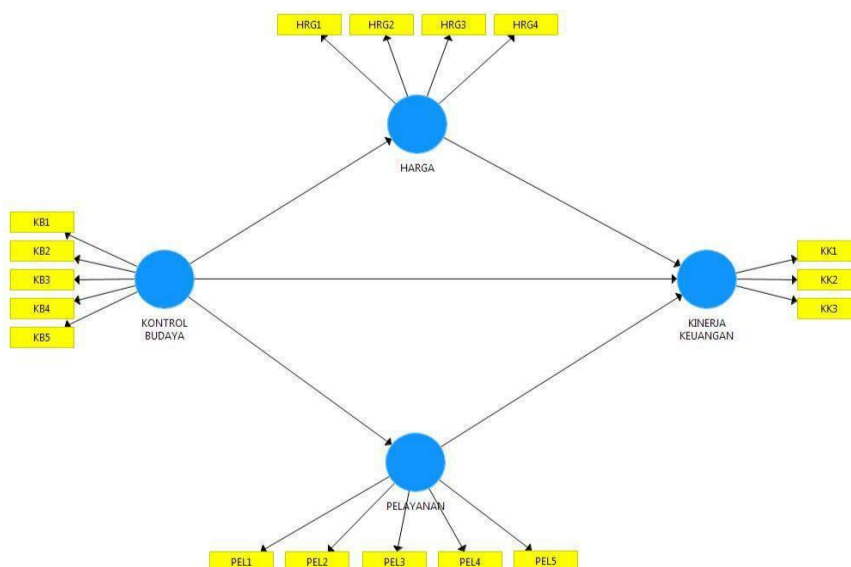 HRG1
HRG2
HRG3
HRG4
HARGA
KB1
KB2
KB3
KB4
KB5
KONTROL
BUDAYA
KINERJA
KEUANGAN
KK1
KK2
KK3
PELAYANAN
PEL1
PEL2
PEL3
PEL4
PEL5